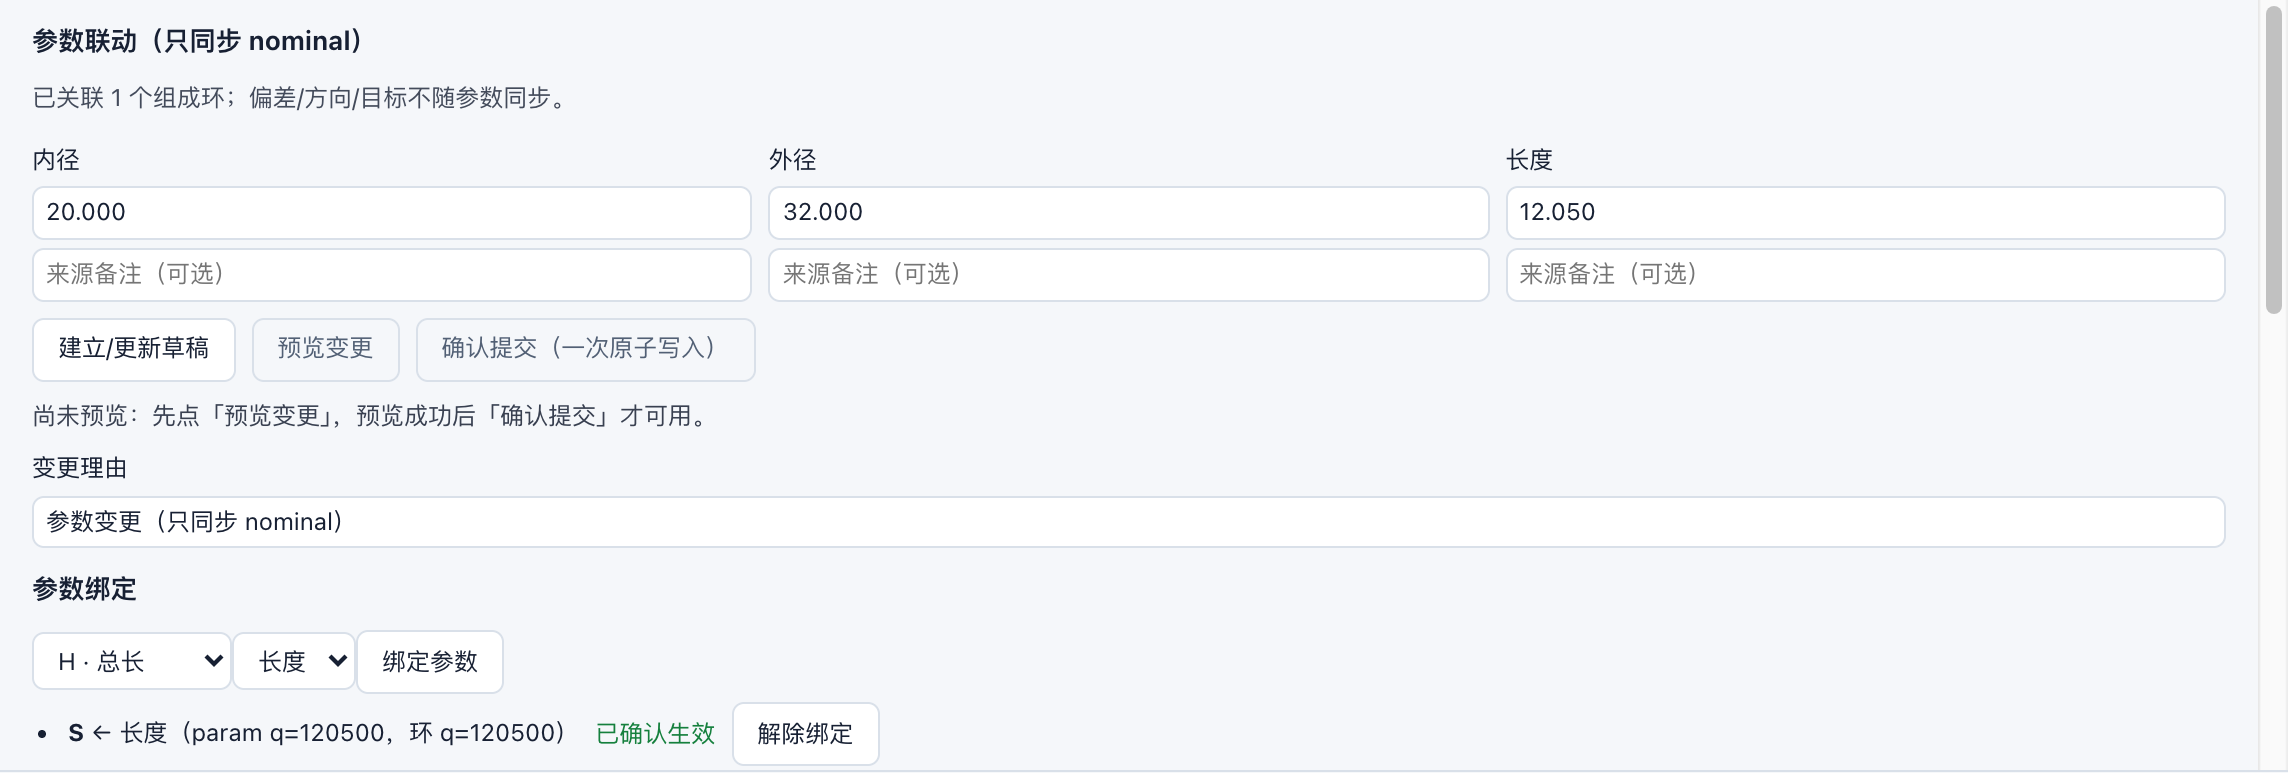 参数联动（只同步 nominal）
已关联 1 个组成环；偏差/方向/目标不随参数同步。
内径 外径 长度
20.000 32.000 12.050
来源备注（可选） 来源备注（可选） 来源备注（可选）
建立/更新草稿 预览变更 确认提交（一次原子写入）
尚未预览：先点「预览变更」，预览成功后「确认提交」才可用。
变更理由
参数变更（只同步 nominal）
参数绑定
H · 总长 长度 绑定参数
• S ← 长度（param q=120500，环 q=120500） 已确认生效 解除绑定